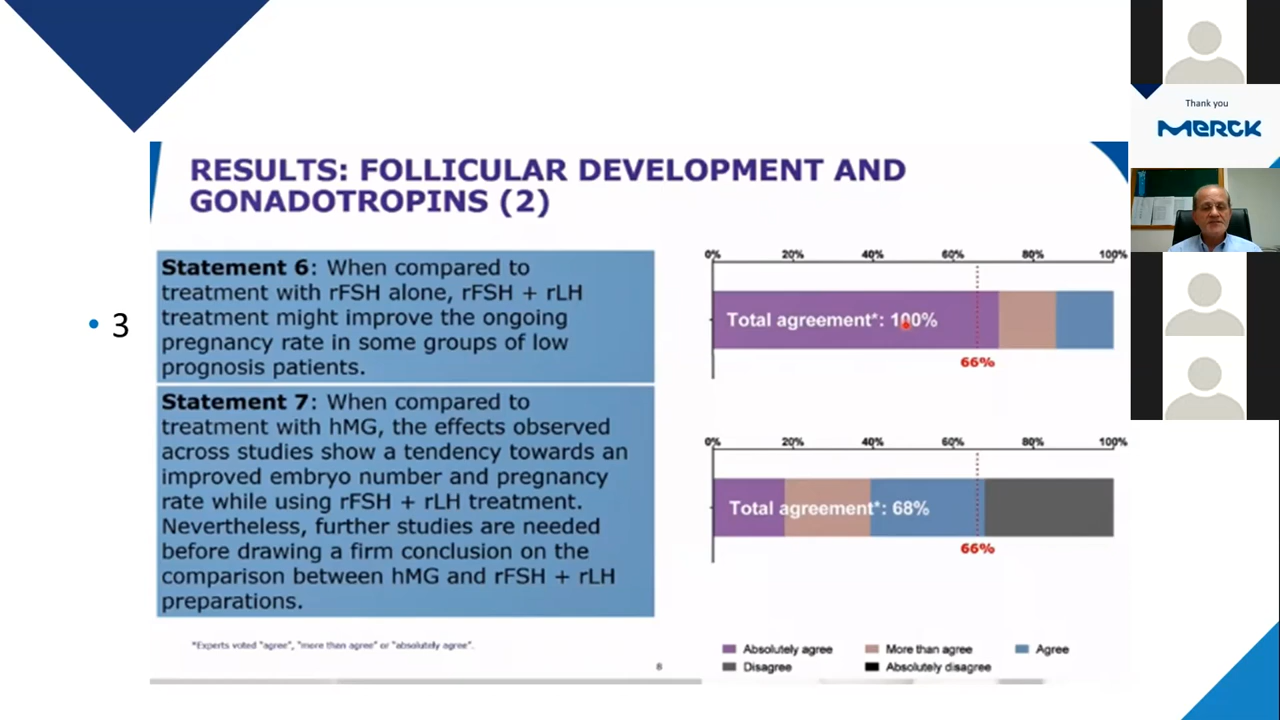 RESULTS: FOLLICULAR DEVELOPMENT AND
GONADOTROPINS (2)
• 3
Statement 6: When compared to
treatment with rFSH alone, rFSH + rLH
treatment might improve the ongoing
pregnancy rate in some groups of low
prognosis patients.
Statement 7: When compared to
treatment with hMG, the effects observed
across studies show a tendency towards an
improved embryo number and pregnancy
rate while using rFSH + rLH treatment.
Nevertheless, further studies are needed
before drawing a firm conclusion on the
comparison between hMG and rFSH + rLH
preparations.
*Experts voted "agree", "more than agree" or "absolutely agree".
0% 20% 40% 60% 80% 100%
Total agreement*: 100%
66%
0% 20% 40% 60% 80% 100%
Total agreement*: 68%
66%
Absolutely agree More than agree Agree
Disagree Absolutely disagree
8
Thank you
MERCK